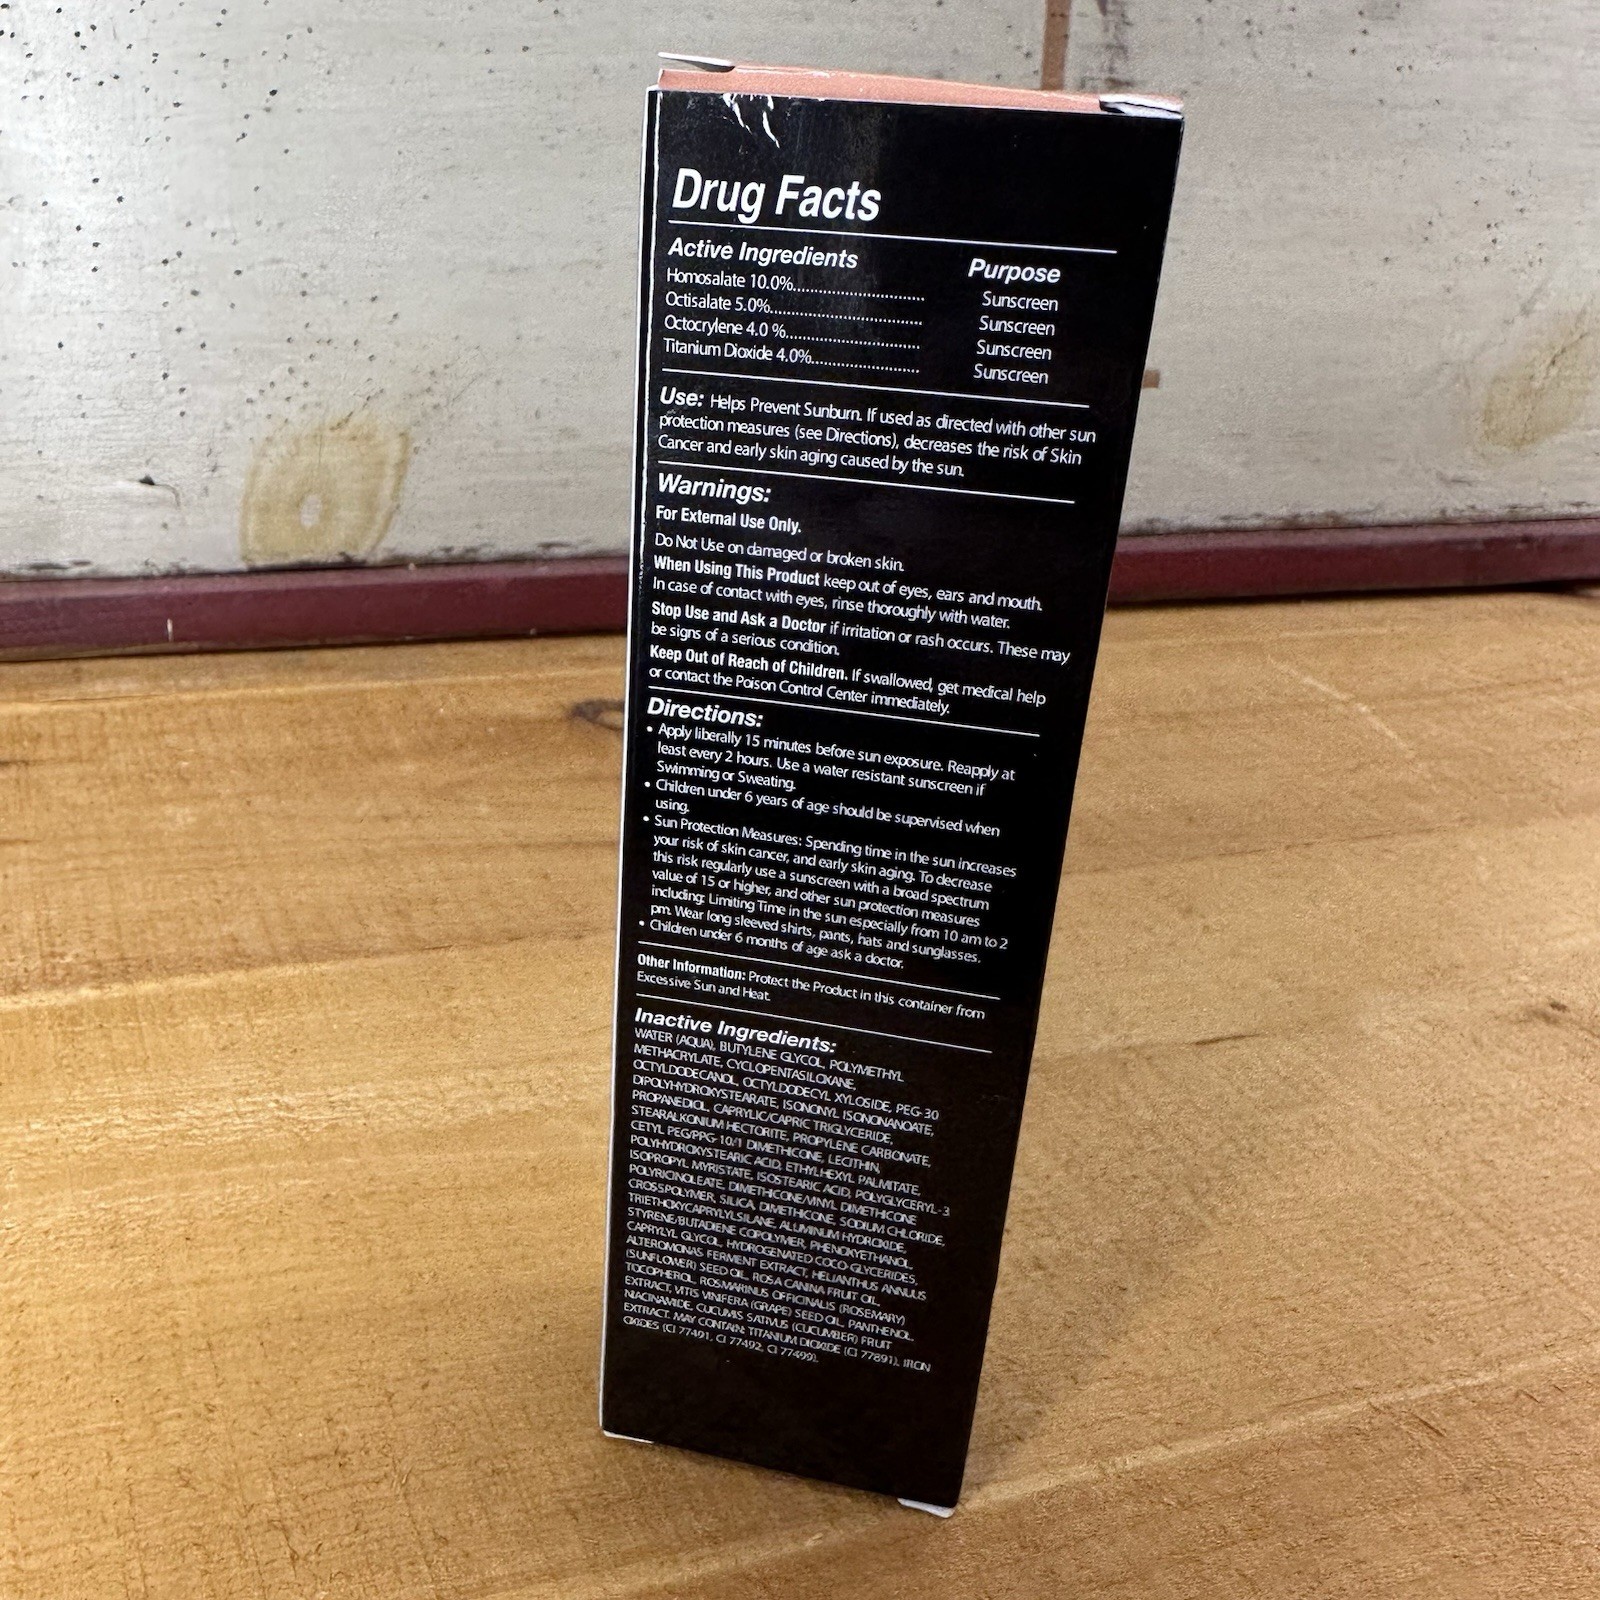 Drug Facts
Active Ingredients Purpose
Homosalate 10.0%.............................. Sunscreen
Octisalate 5.0%................................... Sunscreen
Octocrylene 4.0 %............................... Sunscreen
Titanium Dioxide 4.0%........................ Sunscreen
Use: Helps Prevent Sunburn. If used as directed with other sun
protection measures (see Directions), decreases the risk of Skin
Cancer and early skin aging caused by the sun.
Warnings:
For External Use Only.
Do Not Use on damaged or broken skin.
When Using This Product keep out of eyes, ears and mouth.
In case of contact with eyes, rinse thoroughly with water.
Stop Use and Ask a Doctor if irritation or rash occurs. These may
be signs of a serious condition.
Keep Out of Reach of Children. If swallowed, get medical help
or contact the Poison Control Center immediately.
Directions:
• Apply liberally 15 minutes before sun exposure. Reapply at
least every 2 hours. Use a water resistant sunscreen if
Swimming or Sweating.
• Children under 6 years of age should be supervised when
using.
• Sun Protection Measures: Spending time in the sun increases
your risk of skin cancer, and early skin aging. To decrease
this risk regularly use a sunscreen with a broad spectrum
value of 15 or higher, and other sun protection measures
including: Limiting Time in the sun especially from 10 am to 2
pm. Wear long sleeved shirts, pants, hats and sunglasses.
• Children under 6 months of age ask a doctor.
Other Information: Protect the Product in this container from
Excessive Sun and Heat.
Inactive Ingredients:
WATER (AQUA), BUTYLENE GLYCOL, POLYMETHYL
METHACRYLATE, CYCLOPENTASILOXANE,
OCTYLDODECANOL, OCTYLDODECYL XYLOSIDE, PEG-30
DIPOLYHYDROXYSTEARATE, ISONONYL ISONONANOATE,
PROPANEDIOL, CAPRYLIC/CAPRIC TRIGLYCERIDE,
STEARALKONIUM HECTORITE, PROPYLENE CARBONATE,
CETYL PEG/PPG-10/1 DIMETHICONE, LECITHIN,
POLYHYDROXYSTEARIC ACID, ETHYLHEXYL PALMITATE,
ISOPROPYL MYRISTATE, ISOSTEARIC ACID, POLYGLYCERYL-3
POLYRICINOLEATE, DIMETHICONE/VINYL DIMETHICONE
CROSSPOLYMER, SILICA, DIMETHICONE, SODIUM CHLORIDE,
TRIETHOXYCAPRYLYLSILANE, ALUMINUM HYDROXIDE,
STYRENE/BUTADIENE COPOLYMER, PHENOXYETHANOL,
CAPRYLYL GLYCOL, HYDROGENATED COCO-GLYCERIDES,
ALTEROMONAS FERMENT EXTRACT, HELIANTHUS ANNUUS
(SUNFLOWER) SEED OIL, ROSA CANINA FRUIT OIL,
TOCOPHEROL, ROSMARINUS OFFICINALIS (ROSEMARY)
EXTRACT, VITIS VINIFERA (GRAPE) SEED OIL, PANTHENOL,
NIACINAMIDE, CUCUMIS SATIVUS (CUCUMBER) FRUIT
EXTRACT. MAY CONTAIN: TITANIUM DIOXIDE (CI 77891), IRON
OXIDES (CI 77491, CI 77492, CI 77499).